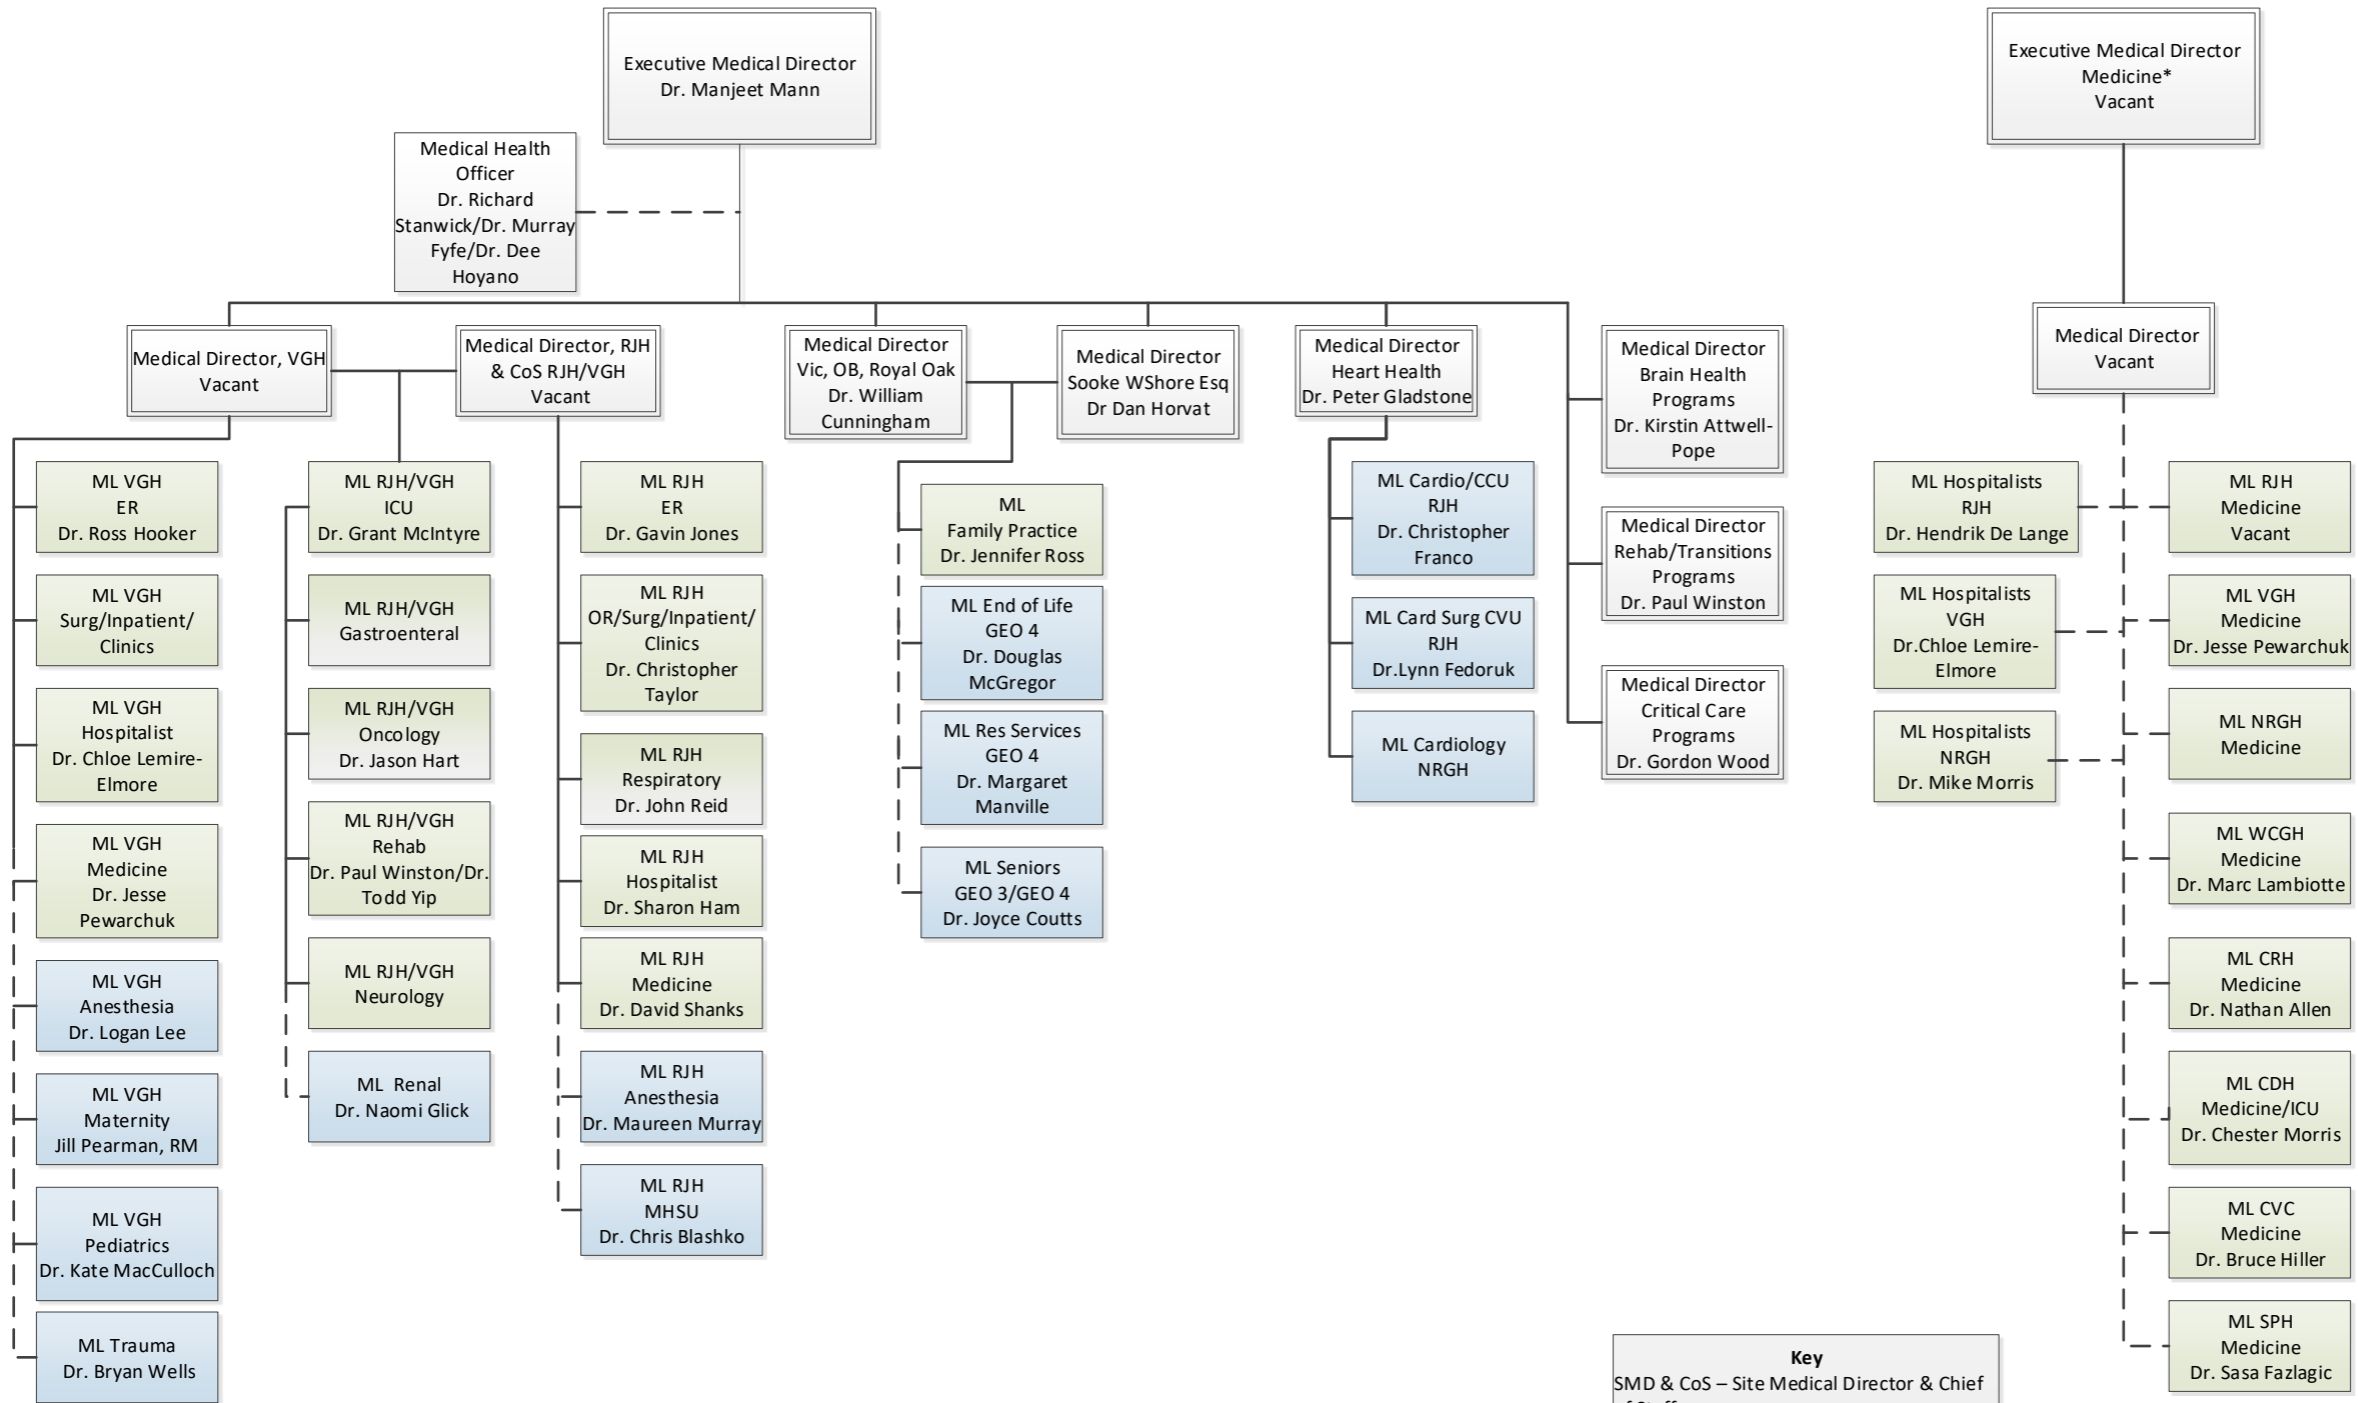 Executive Medical Director
Dr. Manjeet Mann
Executive Medical Director
Medicine*
Vacant
Medical Health
Officer
Dr. Richard
Stanwick/Dr. Murray
Fyfe/Dr. Dee
Hoyano
Medical Director, VGH
Vacant
Medical Director, RJH
& CoS RJH/VGH
Vacant
Medical Director
Vic, OB, Royal Oak
Dr. William
Cunningham
Medical Director
Sooke WShore Esq
Dr Dan Horvat
Medical Director
Heart Health
Dr. Peter Gladstone
Medical Director
Brain Health
Programs
Dr. Kirstin Attwell-
Pope
Medical Director
Rehab/Transitions
Programs
Dr. Paul Winston
Medical Director
Critical Care
Programs
Dr. Gordon Wood
Medical Director
Vacant
ML VGH
ER
Dr. Ross Hooker
ML VGH
Surg/Inpatient/
Clinics
ML VGH
Hospitalist
Dr. Chloe Lemire-
Elmore
ML VGH
Medicine
Dr. Jesse
Pewarchuk
ML VGH
Anesthesia
Dr. Logan Lee
ML VGH
Maternity
Jill Pearman, RM
ML VGH
Pediatrics
Dr. Kate MacCulloch
ML Trauma
Dr. Bryan Wells
ML RJH/VGH
ICU
Dr. Grant McIntyre
ML RJH/VGH
Gastroenteral
ML RJH/VGH
Oncology
Dr. Jason Hart
ML RJH/VGH
Rehab
Dr. Paul Winston/Dr.
Todd Yip
ML RJH/VGH
Neurology
ML Renal
Dr. Naomi Glick
ML RJH
ER
Dr. Gavin Jones
ML RJH
OR/Surg/Inpatient/
Clinics
Dr. Christopher
Taylor
ML RJH
Respiratory
Dr. John Reid
ML RJH
Hospitalist
Dr. Sharon Ham
ML RJH
Medicine
Dr. David Shanks
ML RJH
Anesthesia
Dr. Maureen Murray
ML RJH
MHSU
Dr. Chris Blashko
ML
Family Practice
Dr. Jennifer Ross
ML End of Life
GEO 4
Dr. Douglas
McGregor
ML Res Services
GEO 4
Dr. Margaret
Manville
ML Seniors
GEO 3/GEO 4
Dr. Joyce Coutts
ML Cardio/CCU
RJH
Dr. Christopher
Franco
ML Card Surg CVU
RJH
Dr.Lynn Fedoruk
ML Cardiology
NRGH
ML Hospitalists
RJH
Dr. Hendrik De Lange
ML Hospitalists
VGH
Dr.Chloe Lemire-
Elmore
ML Hospitalists
NRGH
Dr. Mike Morris
ML RJH
Medicine
Vacant
ML VGH
Medicine
Dr. Jesse Pewarchuk
ML NRGH
Medicine
ML WCGH
Medicine
Dr. Marc Lambiotte
ML CRH
Medicine
Dr. Nathan Allen
ML CDH
Medicine/ICU
Dr. Chester Morris
ML CVC
Medicine
Dr. Bruce Hiller
ML SPH
Medicine
Dr. Sasa Fazlagic
Key
SMD & CoS – Site Medical Director & Chief